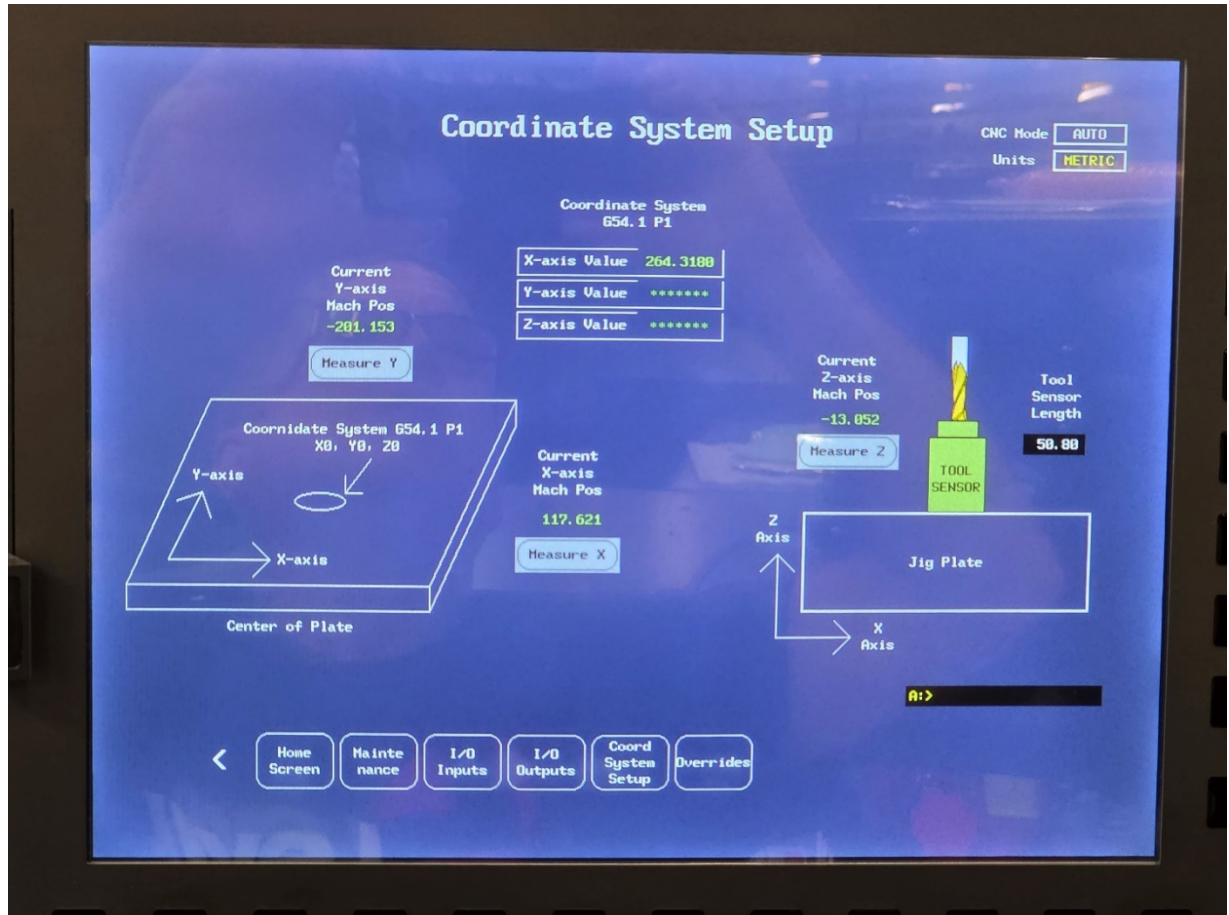 Coordinate System Setup
CNC Mode AUTO
Units METRIC
Coordinate System
G54.1 P1
X-axis Value 264.3180
Y-axis Value *******
Z-axis Value *******
Current
Y-axis
Mach Pos
-201.153
Measure Y
Coornidate System G54.1 P1
X0, Y0, Z0
Y-axis
X-axis
Center of Plate
Current
X-axis
Mach Pos
117.621
Measure X
Current
Z-axis
Mach Pos
-13.052
Measure Z
Tool
Sensor
Length
50.80
TOOL
SENSOR
Z
Axis
Jig Plate
X
Axis
A:>
<
Home
Screen
Mainte
nance
I/O
Inputs
I/O
Outputs
Coord
System
Setup
Overrides